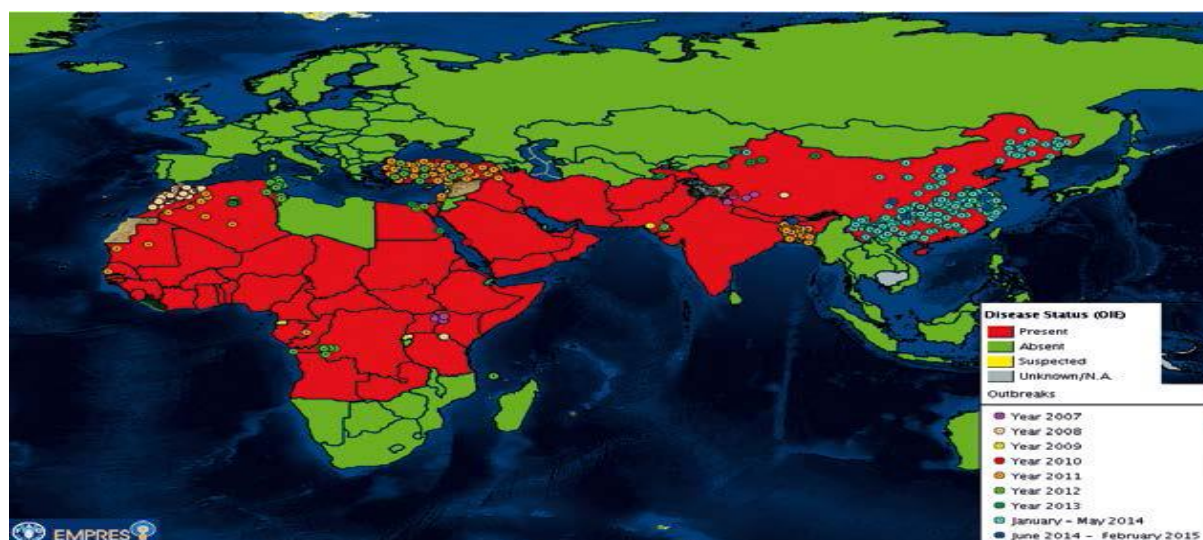 Disease Status (OIE)
Present
Absent
Suspected
Unknown/N.A.
Outbreaks
Year 2007
Year 2008
Year 2009
Year 2010
Year 2011
Year 2012
Year 2013
January - May 2014
June 2014 - February 2015
EMPRES